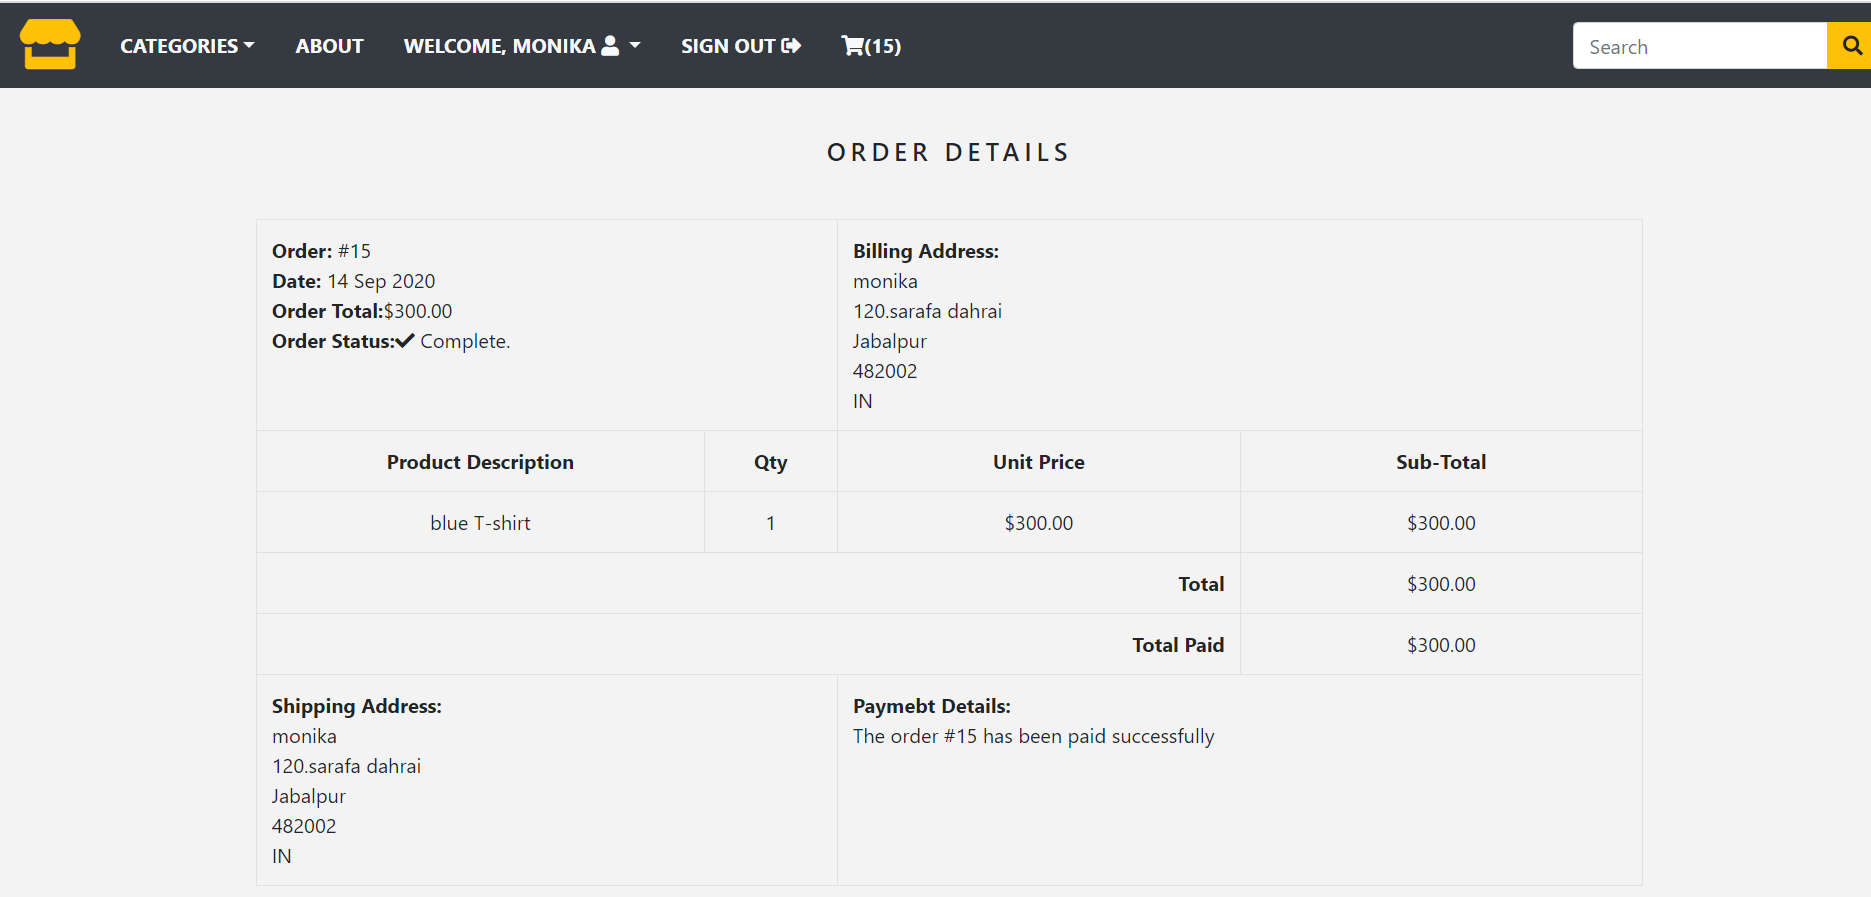 CATEGORIES ABOUT WELCOME, MONIKA SIGN OUT (15) Search
ORDER DETAILS
Order: #15
Date: 14 Sep 2020
Order Total:$300.00
Order Status: Complete.
Billing Address:
monika
120.sarafa dahrai
Jabalpur
482002
IN
Product Description Qty Unit Price Sub-Total
blue T-shirt 1 $300.00 $300.00
Total $300.00
Total Paid $300.00
Shipping Address:
monika
120.sarafa dahrai
Jabalpur
482002
IN
Paymebt Details:
The order #15 has been paid successfully